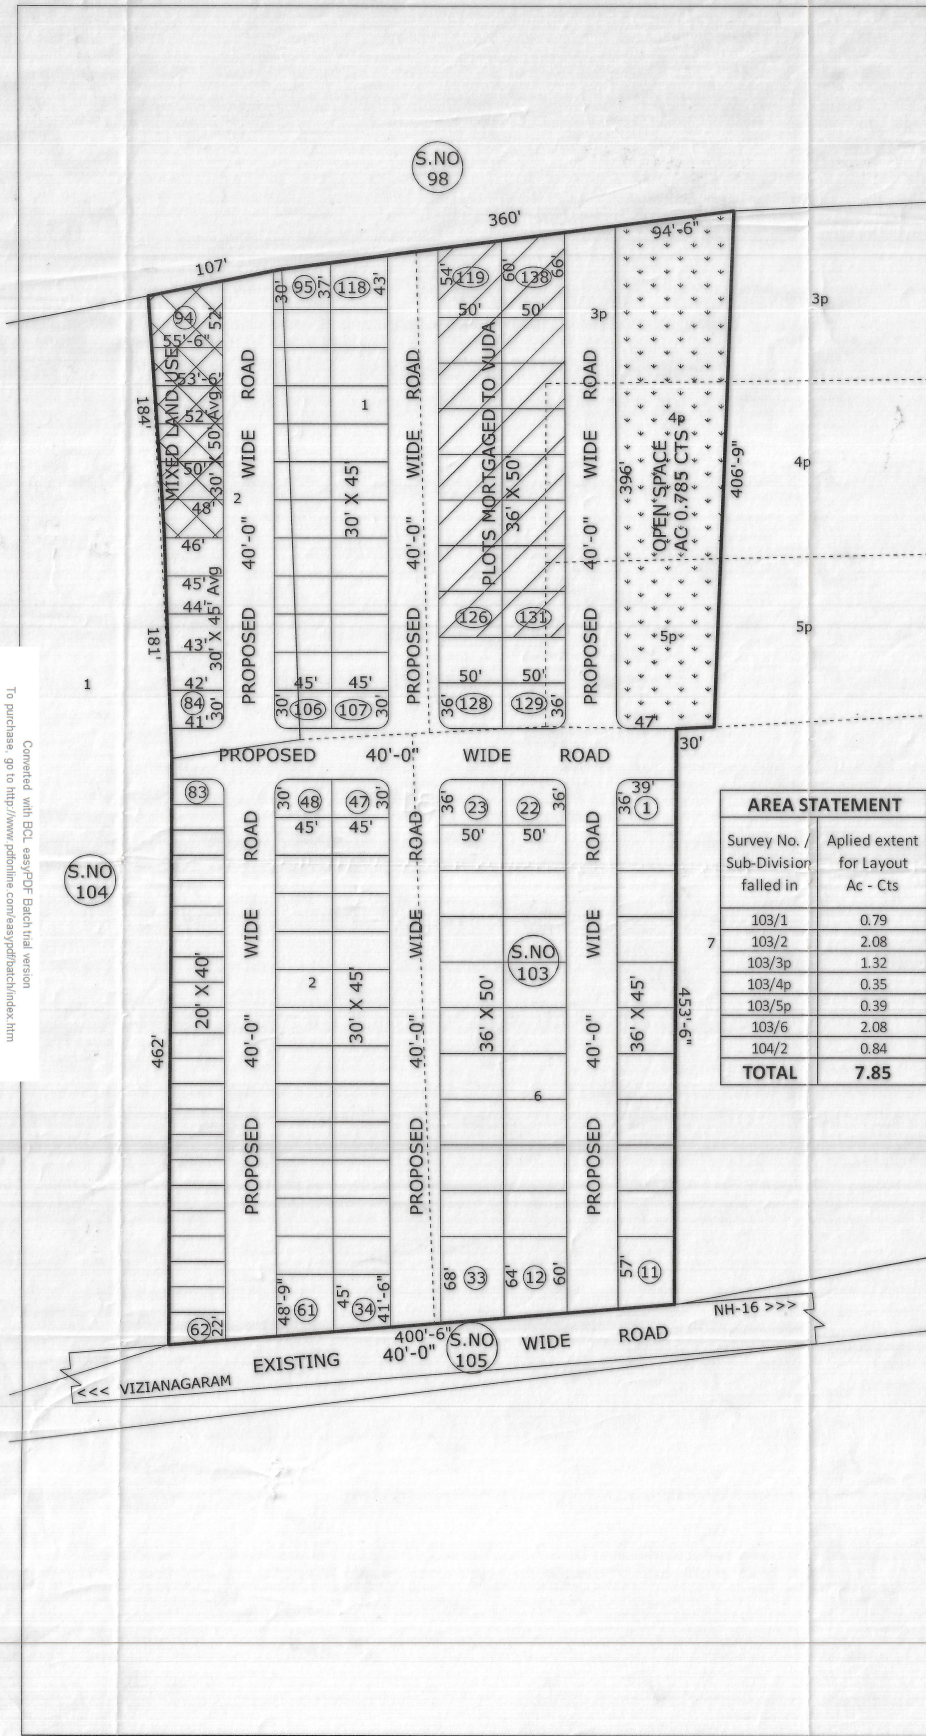 S.NO
98
360'
107'
94'-6"
30'
95
37'
118
43'
54'
119
60'
138
66'
50'
50'
94
52'
55'-6"
53'-6"
52'
50'
48'
46'
45'
44'
43'
42'
84
41'
30'
MIXED LAND USE
30' X 50' Avg
30' X 45' Avg
184'
181'
1
2
1
3p
3p
4p
4p
5p
5p
PROPOSED 40'-0" WIDE ROAD
30' X 45'
PROPOSED 40'-0" WIDE ROAD
PLOTS MORTGAGED TO VUDA
36' X 50'
PROPOSED 40'-0" WIDE ROAD
396'
OPEN SPACE
AC 0.785 CTS
406'-9"
126
131
45'
45'
50'
50'
30'
106
107
30'
36'
128
129
36'
47'
30'
PROPOSED 40'-0" WIDE ROAD
83
30'
48
47
30'
36'
23
22
36'
39'
36'
1
45'
45'
50'
50'
AREA STATEMENT
Survey No. / Sub-Division falled in | Aplied extent for Layout Ac - Cts
103/1 0.79
103/2 2.08
103/3p 1.32
103/4p 0.35
103/5p 0.39
103/6 2.08
104/2 0.84
TOTAL 7.85
7
S.NO
104
S.NO
103
20' X 40'
PROPOSED 40'-0" WIDE ROAD
2
30' X 45'
PROPOSED 40'-0" WIDE ROAD
36' X 50'
6
PROPOSED 40'-0" WIDE ROAD
36' X 45'
453'-6"
462'
62
22'
48'-9"
61
45'
34
41'-6"
68'
33
64'
12
60'
57'
11
NH-16 >>>
400'-6"
S.NO
105
EXISTING 40'-0" WIDE ROAD
<<< VIZIANAGARAM
Converted with BCL easyPDF Batch trial version
To purchase, go to http://www.pdfonline.com/easypdf/batch/index.htm